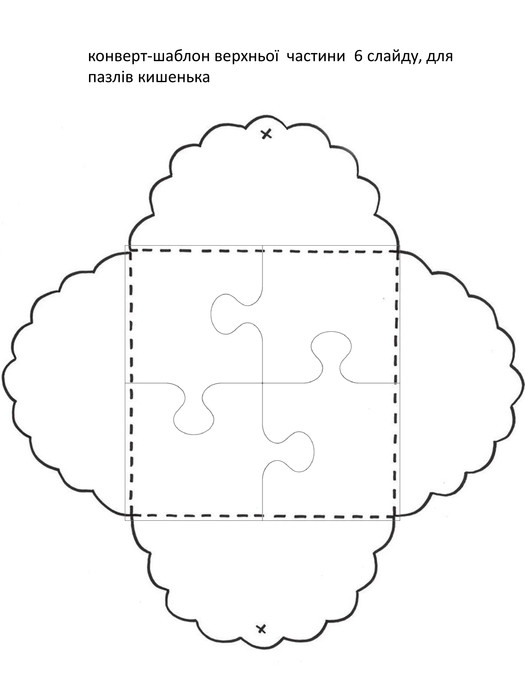 конверт-шаблон верхньої частини 6 слайду, для
пазлів кишенька